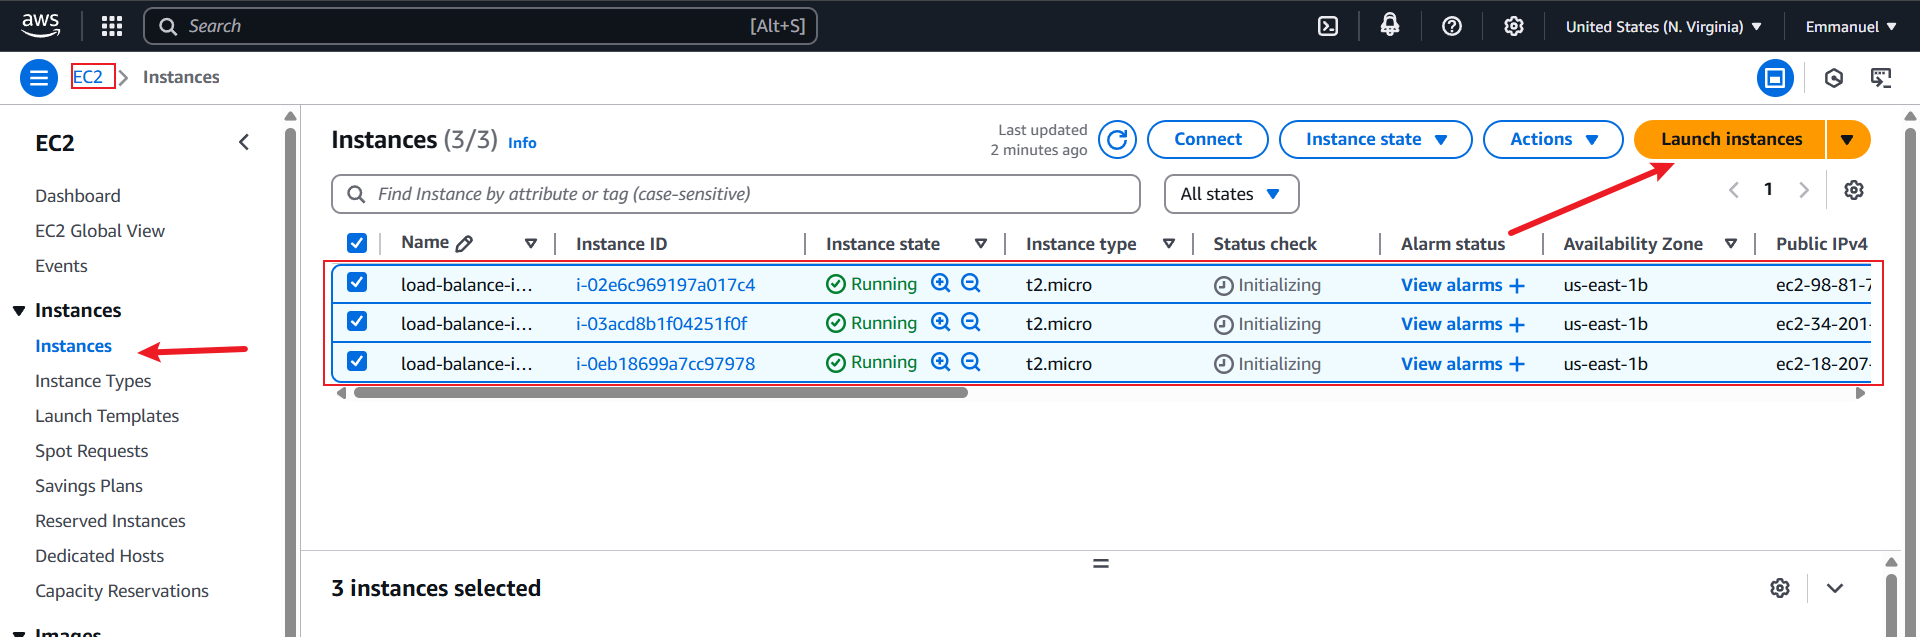 aws
Search [Alt+S]
United States (N. Virginia)
Emmanuel
EC2
Instances
EC2
Dashboard
EC2 Global View
Events
Instances
Instances
Instance Types
Launch Templates
Spot Requests
Savings Plans
Reserved Instances
Dedicated Hosts
Capacity Reservations
Images
Instances (3/3) Info
Last updated
2 minutes ago
Connect
Instance state
Actions
Launch instances
Find Instance by attribute or tag (case-sensitive)
All states
1
Name Instance ID Instance state Instance type Status check Alarm status Availability Zone Public IPv4
load-balance-i... i-02e6c969197a017c4 Running t2.micro Initializing View alarms + us-east-1b ec2-98-81-7
load-balance-i... i-03acd8b1f04251f0f Running t2.micro Initializing View alarms + us-east-1b ec2-34-201-
load-balance-i... i-0eb18699a7cc97978 Running t2.micro Initializing View alarms + us-east-1b ec2-18-207-
3 instances selected